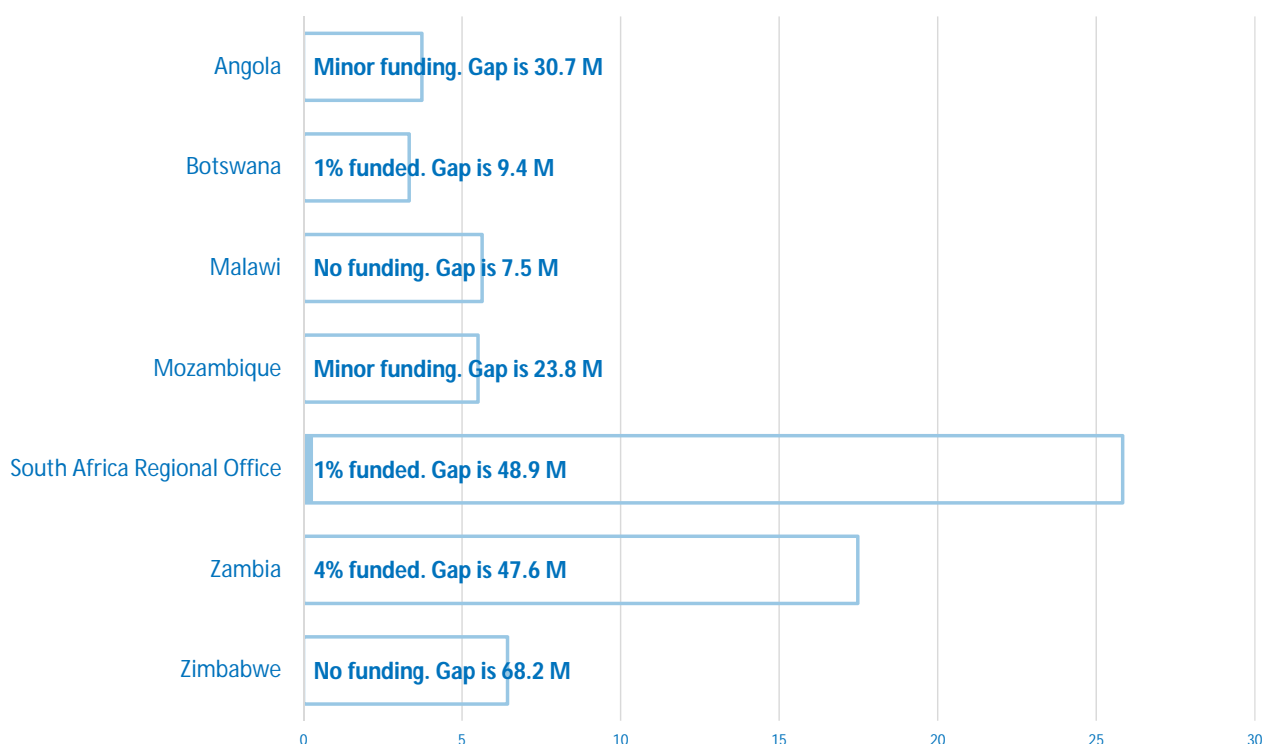 Angola Minor funding. Gap is 30.7 M
Botswana 1% funded. Gap is 9.4 M
Malawi No funding. Gap is 7.5 M
Mozambique Minor funding. Gap is 23.8 M
South Africa Regional Office 1% funded. Gap is 48.9 M
Zambia 4% funded. Gap is 47.6 M
Zimbabwe No funding. Gap is 68.2 M
0 5 10 15 20 25 30